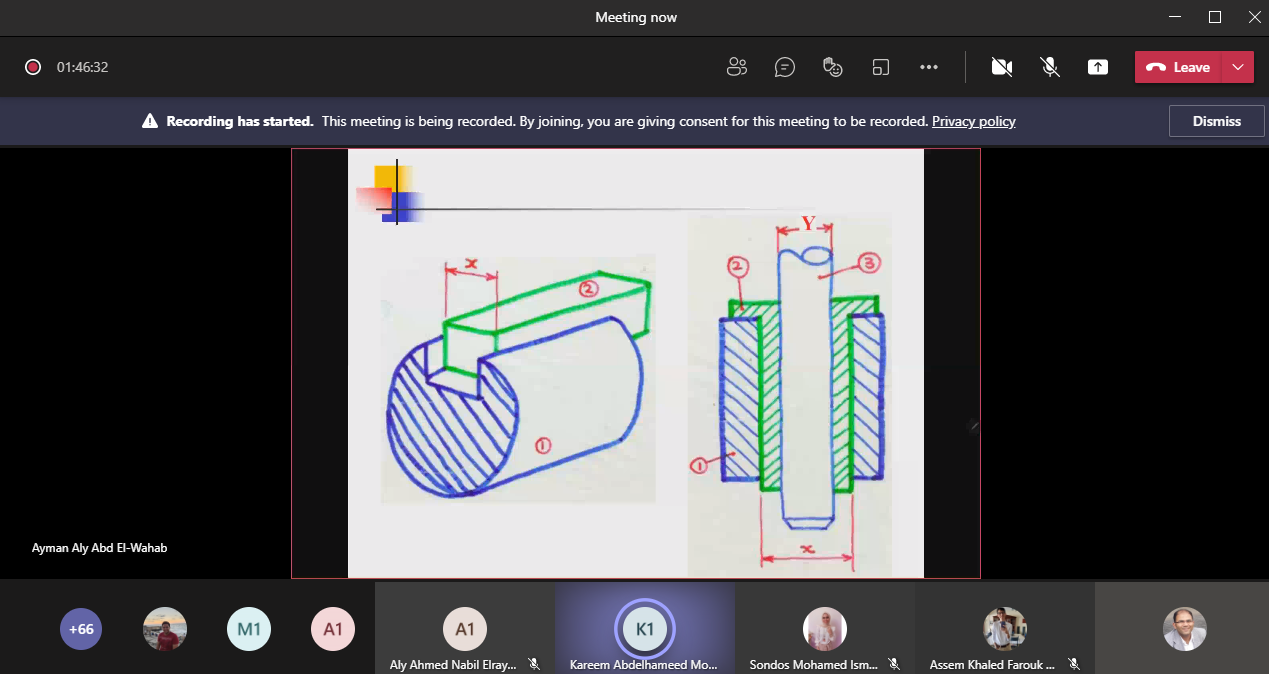 Meeting now
01:46:32
Leave
Recording has started. This meeting is being recorded. By joining, you are giving consent for this meeting to be recorded. Privacy policy
Dismiss
x
2
1
Y
2
3
1
x
Ayman Aly Abd El-Wahab
+66
M1
A1
A1
Aly Ahmed Nabil Elray...
K1
Kareem Abdelhameed Mo...
Sondos Mohamed Ism...
Assem Khaled Farouk ...